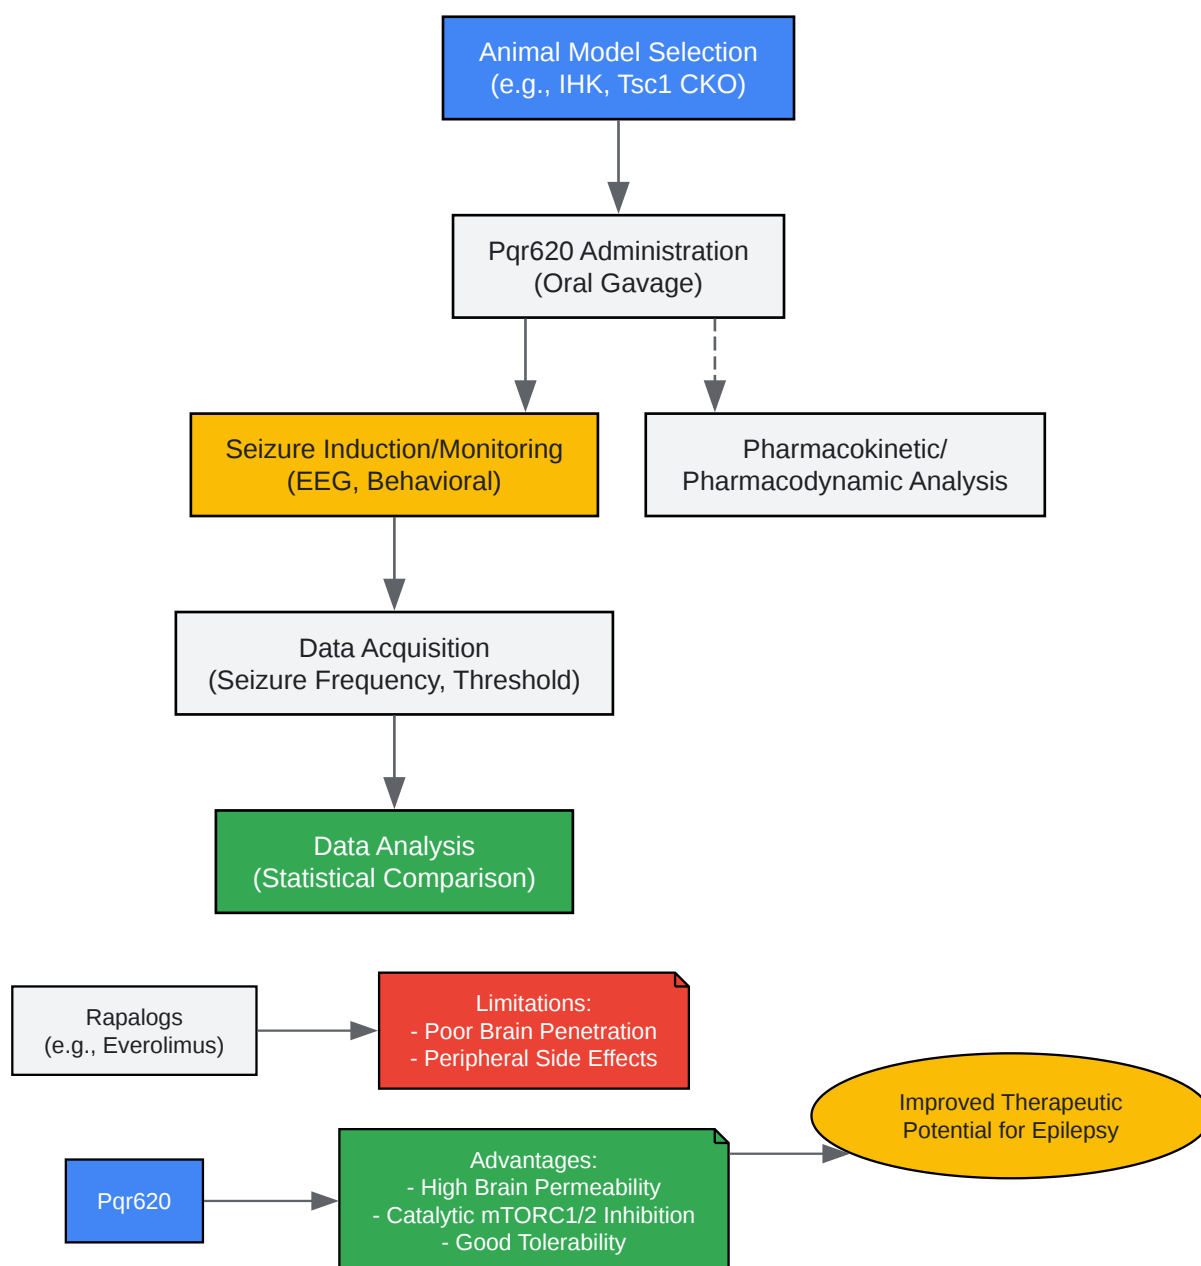 Animal Model Selection
(e.g., IHK, Tsc1 CKO)
Pqr620 Administration
(Oral Gavage)
Seizure Induction/Monitoring
(EEG, Behavioral)
Pharmacokinetic/
Pharmacodynamic Analysis
Data Acquisition
(Seizure Frequency, Threshold)
Data Analysis
(Statistical Comparison)
Rapalogs
(e.g., Everolimus)
Limitations:
- Poor Brain Penetration
- Peripheral Side Effects
Improved Therapeutic
Potential for Epilepsy
Pqr620
Advantages:
- High Brain Permeability
- Catalytic mTORC1/2 Inhibition
- Good Tolerability